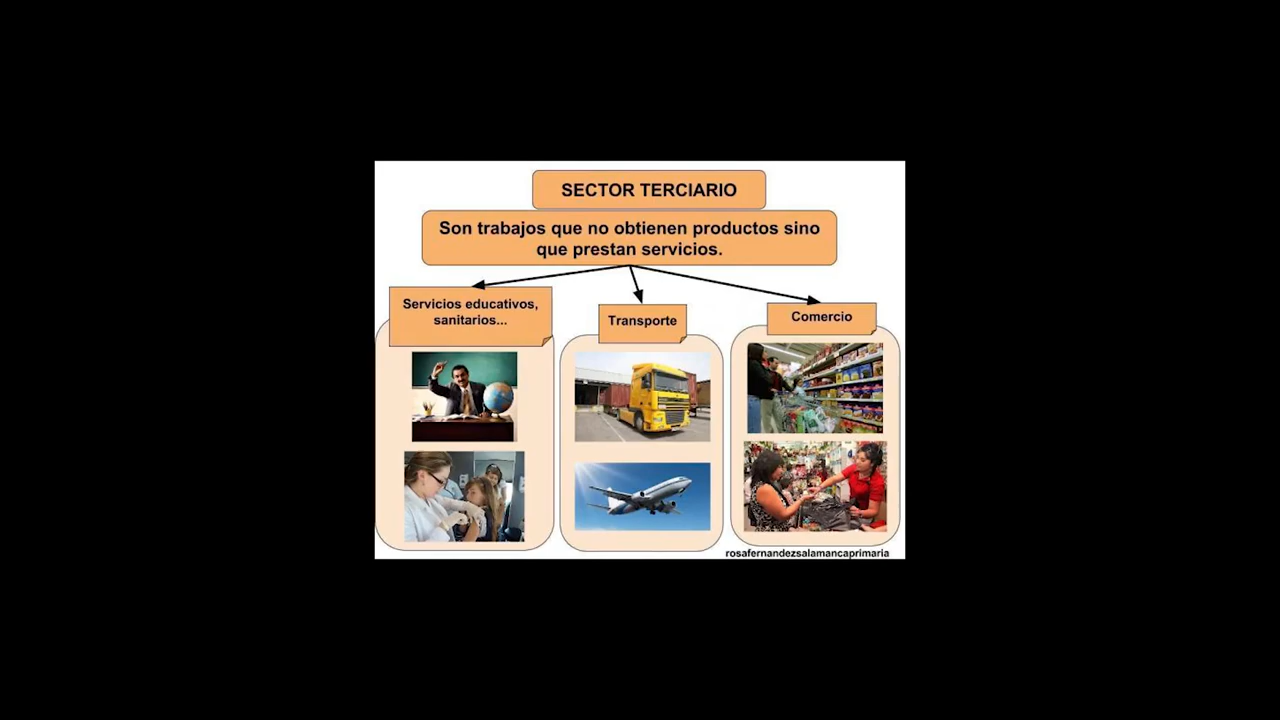 SECTOR TERCIARIO
Son trabajos que no obtienen productos sino
que prestan servicios.
Servicios educativos,
sanitarios...
Transporte
Comercio
rosafernandezsalamancaprimaria